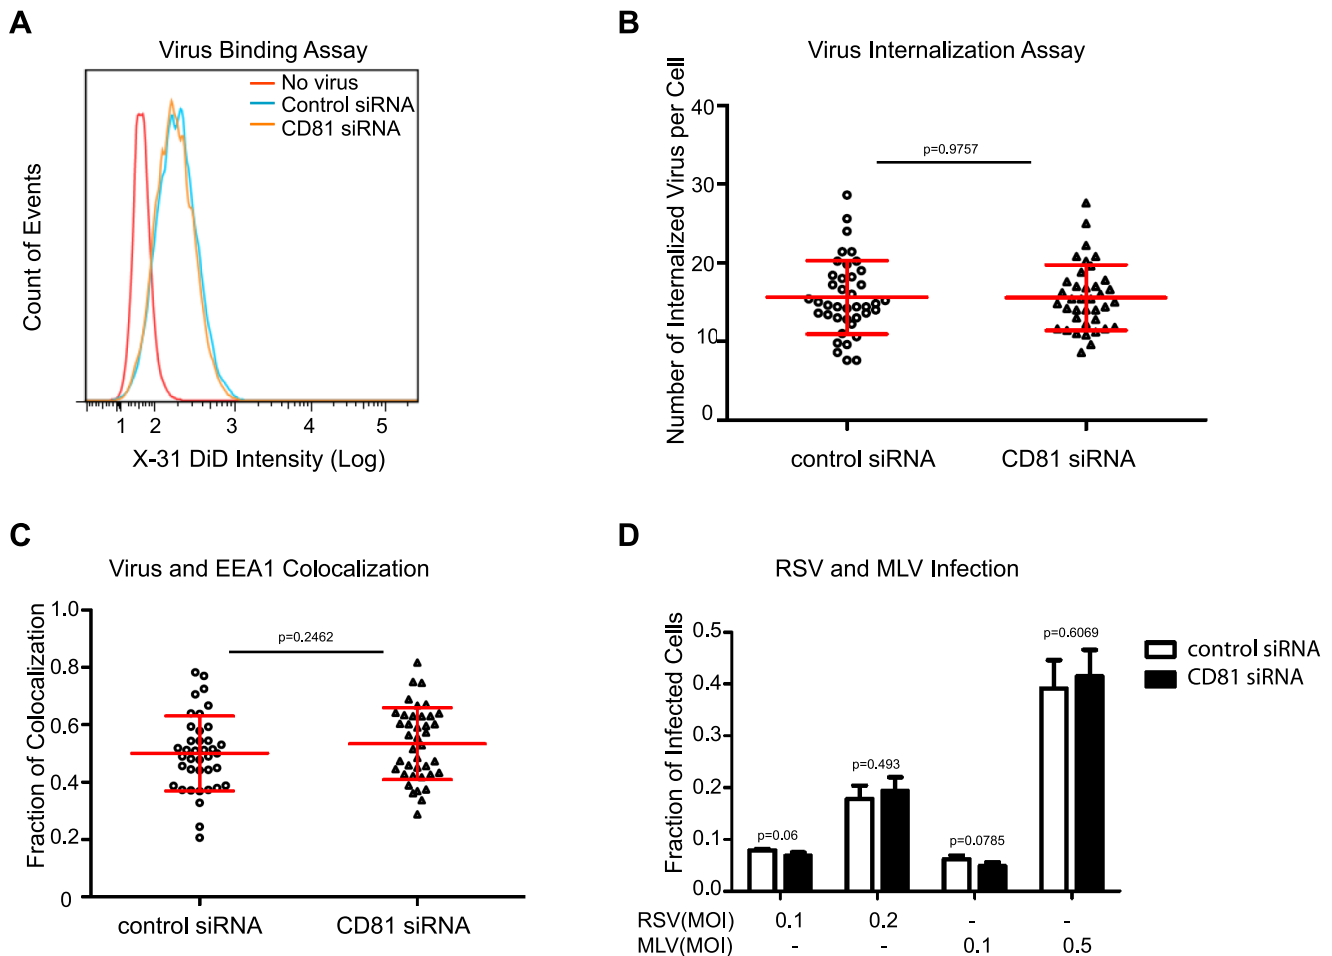 A
Virus Binding Assay
No virus
Control siRNA
CD81 siRNA
Count of Events
1 2 3 4 5
X-31 DiD Intensity (Log)
B
Virus Internalization Assay
Number of Internalized Virus per Cell
40
30
20
10
0
p=0.9757
control siRNA CD81 siRNA
C
Virus and EEA1 Colocalization
Fraction of Colocalization
1.0
0.8
0.6
0.4
0.2
0
p=0.2462
control siRNA CD81 siRNA
D
RSV and MLV Infection
Fraction of Infected Cells
0.5
0.4
0.3
0.2
0.1
0.0
p=0.06
p=0.493
p=0.0785
p=0.6069
control siRNA
CD81 siRNA
RSV(MOI) 0.1 0.2 - -
MLV(MOI) - - 0.1 0.5